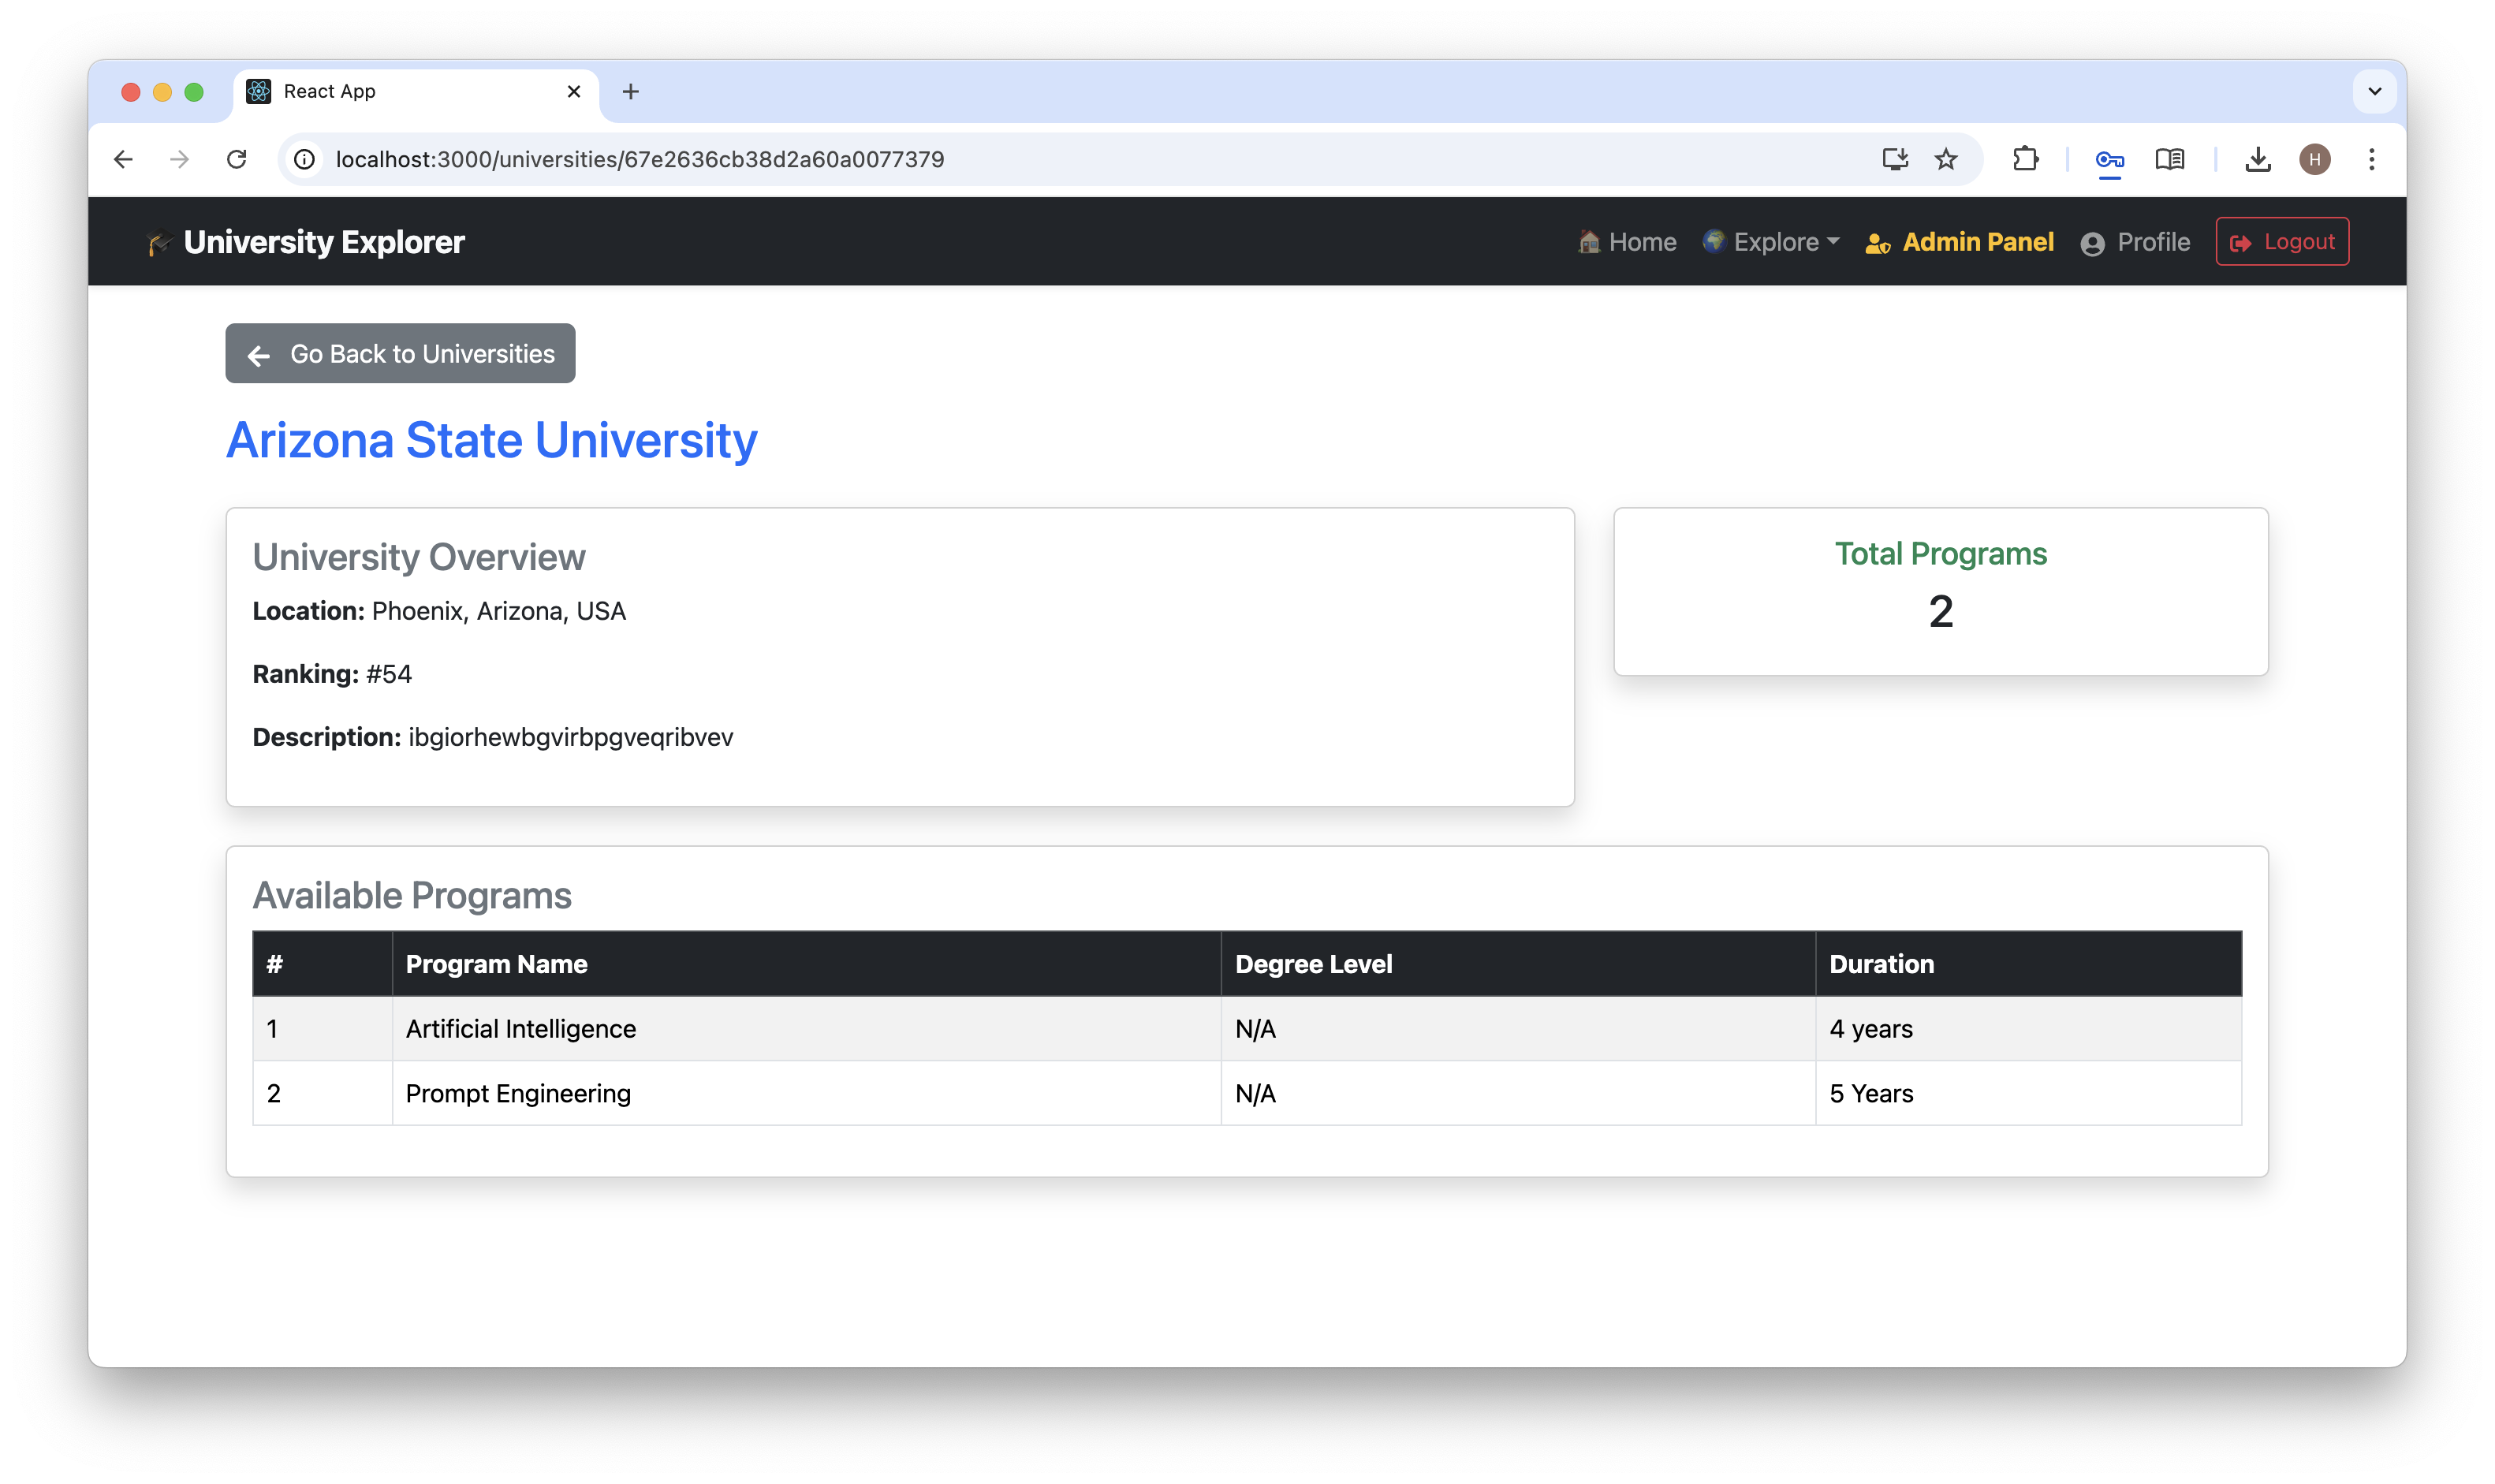 React App
localhost:3000/universities/67e2636cb38d2a60a0077379
H
University Explorer
Home Explore Admin Panel Profile Logout
Go Back to Universities
Arizona State University
University Overview
Location: Phoenix, Arizona, USA
Ranking: #54
Description: ibgiorhewbgvirbpgveqribvev
Total Programs
2
Available Programs
# Program Name Degree Level Duration
1 Artificial Intelligence N/A 4 years
2 Prompt Engineering N/A 5 Years